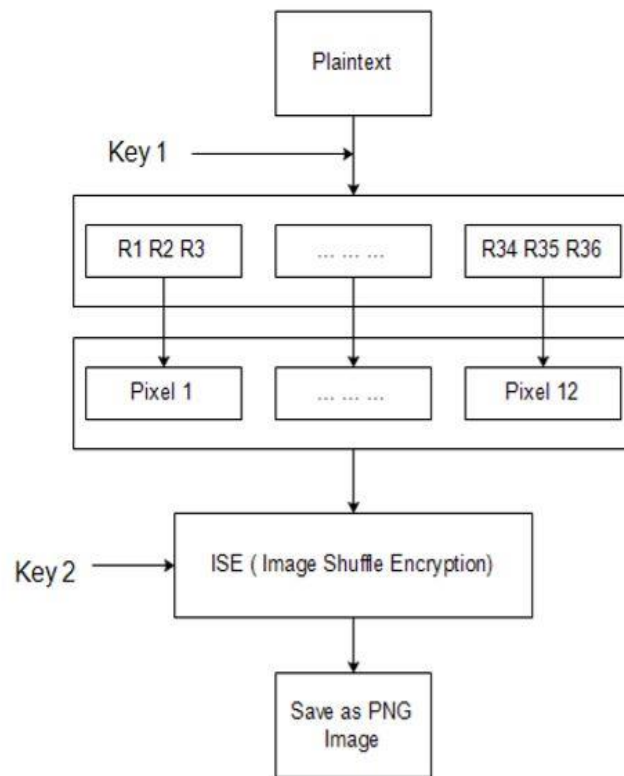 Plaintext
Key 1
R1 R2 R3
... ... ...
R34 R35 R36
Pixel 1
... ... ...
Pixel 12
ISE ( Image Shuffle Encryption)
Key 2
Save as PNG
Image